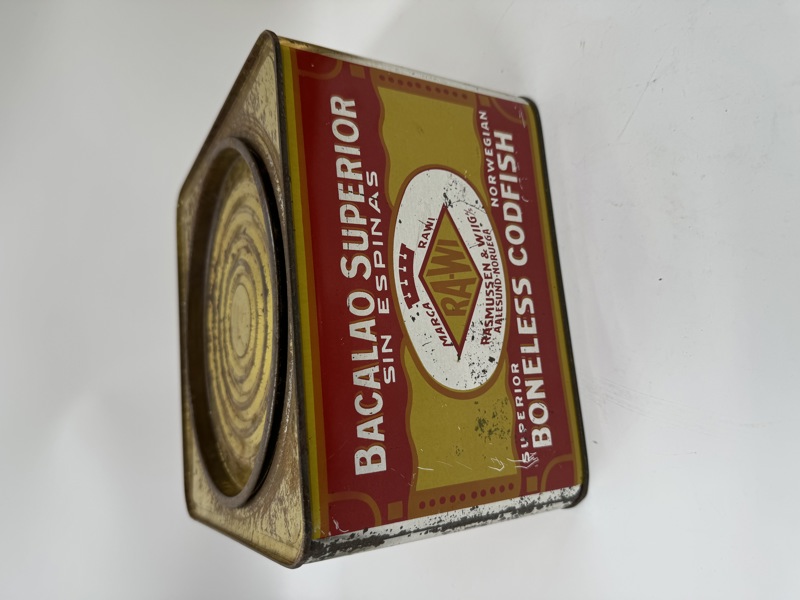 BACALAO SUPERIOR
SIN ESPINAS
MARCA RAWI
RA-WI
RASMUSSEN & WIIG A/S
AALESUND-NORUEGA
SUPERIOR NORWEGIAN
BONELESS CODFISH